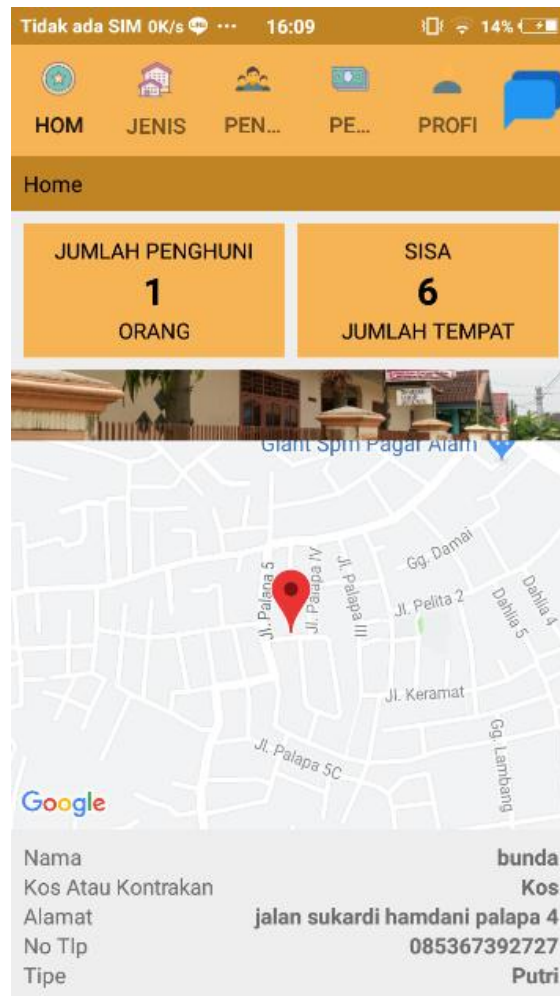 Tidak ada SIM 0K/s ... 16:09 14%
HOM JENIS PEN... PE... PROFI
Home
JUMLAH PENGHUNI
1
ORANG
SISA
6
JUMLAH TEMPAT
Giant Spm Pagar Alam
Gg. Damai
Jl. Palapa 5
Jl. Palapa IV
Jl. Palapa III
Jl. Pelita 2
Dahlia 5
Dahlia 4
Jl. Keramat
Gg. Lambang
Jl. Palapa 5C
Google
Nama bunda
Kos Atau Kontrakan Kos
Alamat jalan sukardi hamdani palapa 4
No Tlp 085367392727
Tipe Putri